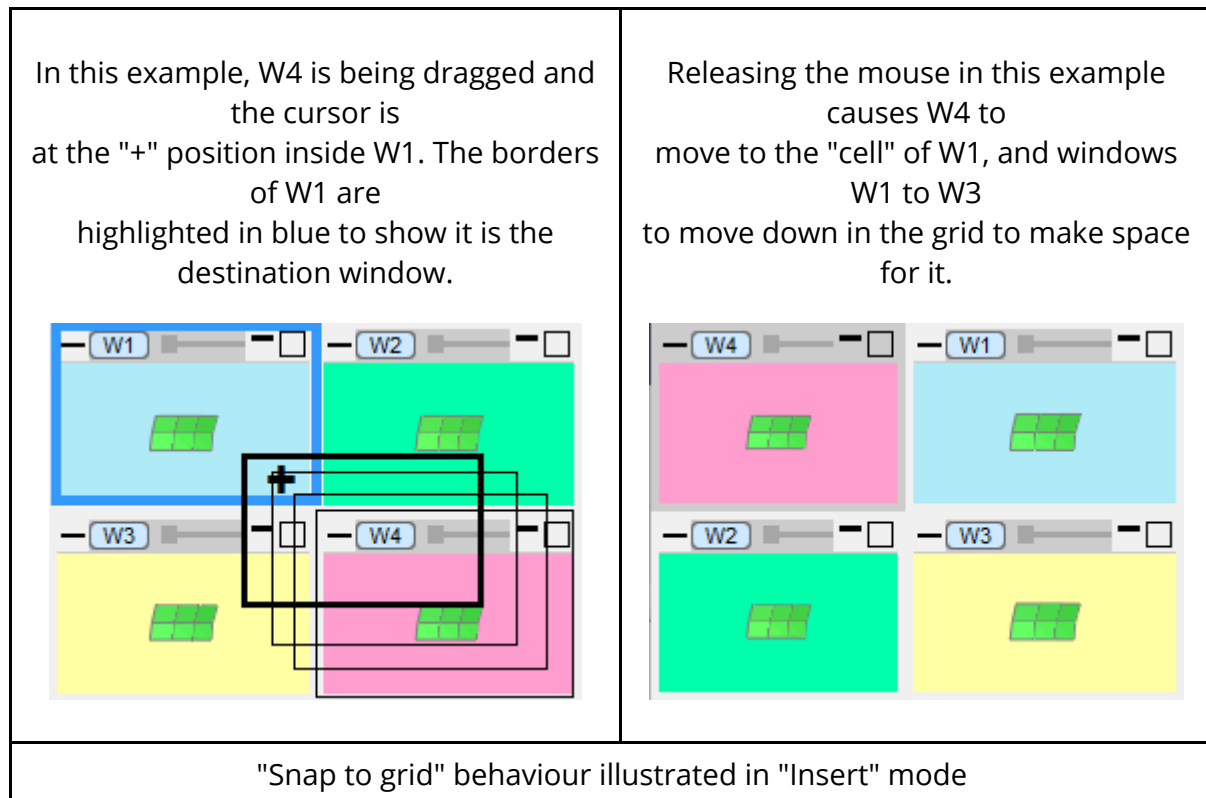 In this example, W4 is being dragged and
the cursor is
at the "+" position inside W1. The borders
of W1 are
highlighted in blue to show it is the
destination window.
W1
W2
W3
W4
Releasing the mouse in this example
causes W4 to
move to the "cell" of W1, and windows
W1 to W3
to move down in the grid to make space
for it.
W4
W1
W2
W3
"Snap to grid" behaviour illustrated in "Insert" mode